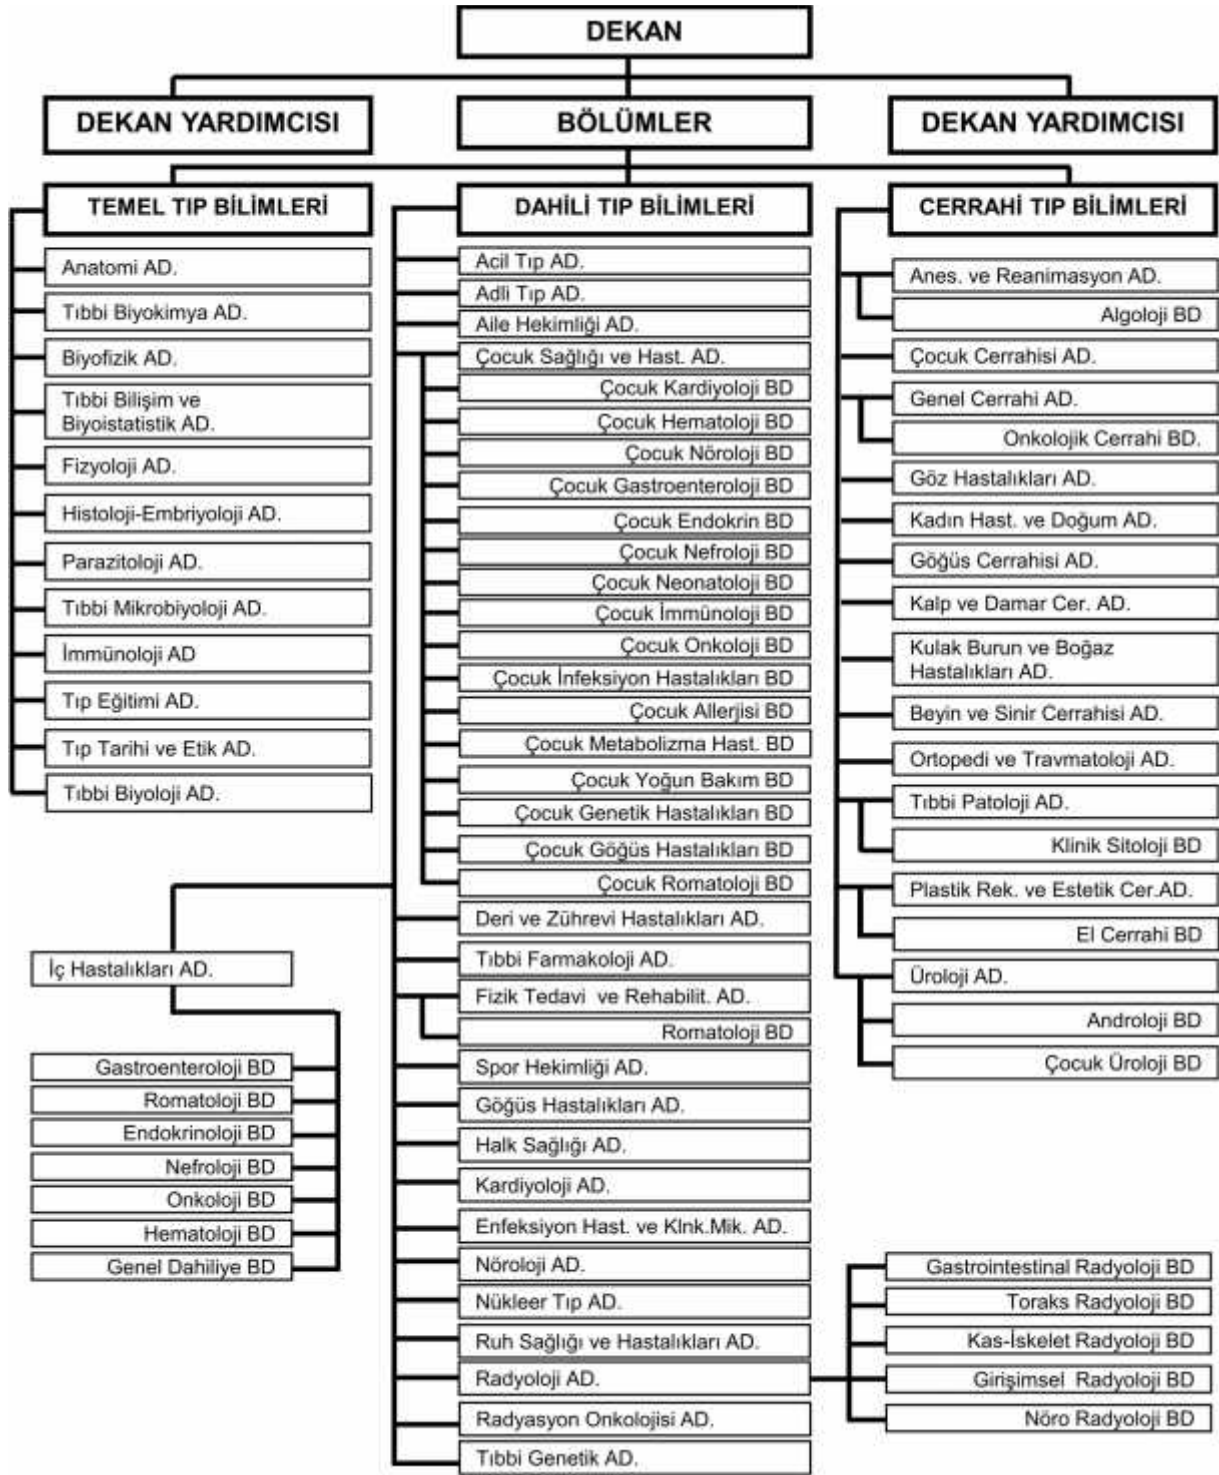 DEKAN
DEKAN YARDIMCISI
BÖLÜMLER
DEKAN YARDIMCISI
TEMEL TIP BİLİMLERİ
Anatomi AD.
Tıbbi Biyokimya AD.
Biyofizik AD.
Tıbbi Bilişim ve
Biyoistatistik AD.
Fizyoloji AD.
Histoloji-Embriyoloji AD.
Parazitoloji AD.
Tıbbi Mikrobiyoloji AD.
İmmünoloji AD
Tıp Eğitimi AD.
Tıp Tarihi ve Etik AD.
Tıbbi Biyoloji AD.
DAHİLİ TIP BİLİMLERİ
Acil Tıp AD.
Adli Tıp AD.
Aile Hekimliği AD.
Çocuk Sağlığı ve Hast. AD.
Çocuk Kardiyoloji BD
Çocuk Hematoloji BD
Çocuk Nöroloji BD
Çocuk Gastroenteroloji BD
Çocuk Endokrin BD
Çocuk Nefroloji BD
Çocuk Neonatoloji BD
Çocuk İmmünoloji BD
Çocuk Onkoloji BD
Çocuk İnfeksiyon Hastalıkları BD
Çocuk Allerjisi BD
Çocuk Metabolizma Hast. BD
Çocuk Yoğun Bakım BD
Çocuk Genetik Hastalıkları BD
Çocuk Göğüs Hastalıkları BD
Çocuk Romatoloji BD
Deri ve Zührevi Hastalıkları AD.
Tıbbi Farmakoloji AD.
Fizik Tedavi ve Rehabilit. AD.
Romatoloji BD
Spor Hekimliği AD.
Göğüs Hastalıkları AD.
Halk Sağlığı AD.
Kardiyoloji AD.
Enfeksiyon Hast. ve Klnk.Mik. AD.
Nöroloji AD.
Nükleer Tıp AD.
Ruh Sağlığı ve Hastalıkları AD.
Radyoloji AD.
Radyasyon Onkolojisi AD.
Tıbbi Genetik AD.
İç Hastalıkları AD.
Gastroenteroloji BD
Romatoloji BD
Endokrinoloji BD
Nefroloji BD
Onkoloji BD
Hematoloji BD
Genel Dahiliye BD
Gastrointestinal Radyoloji BD
Toraks Radyoloji BD
Kas-İskelet Radyoloji BD
Girişimsel Radyoloji BD
Nöro Radyoloji BD
CERRAHİ TIP BİLİMLERİ
Anes. ve Reanimasyon AD.
Algoloji BD
Çocuk Cerrahisi AD.
Genel Cerrahi AD.
Onkolojik Cerrahi BD.
Göz Hastalıkları AD.
Kadın Hast. ve Doğum AD.
Göğüs Cerrahisi AD.
Kalp ve Damar Cer. AD.
Kulak Burun ve Boğaz
Hastalıkları AD.
Beyin ve Sinir Cerrahisi AD.
Ortopedi ve Travmatoloji AD.
Tıbbi Patoloji AD.
Klinik Sitoloji BD
Plastik Rek. ve Estetik Cer.AD.
El Cerrahi BD
Üroloji AD.
Androloji BD
Çocuk Üroloji BD